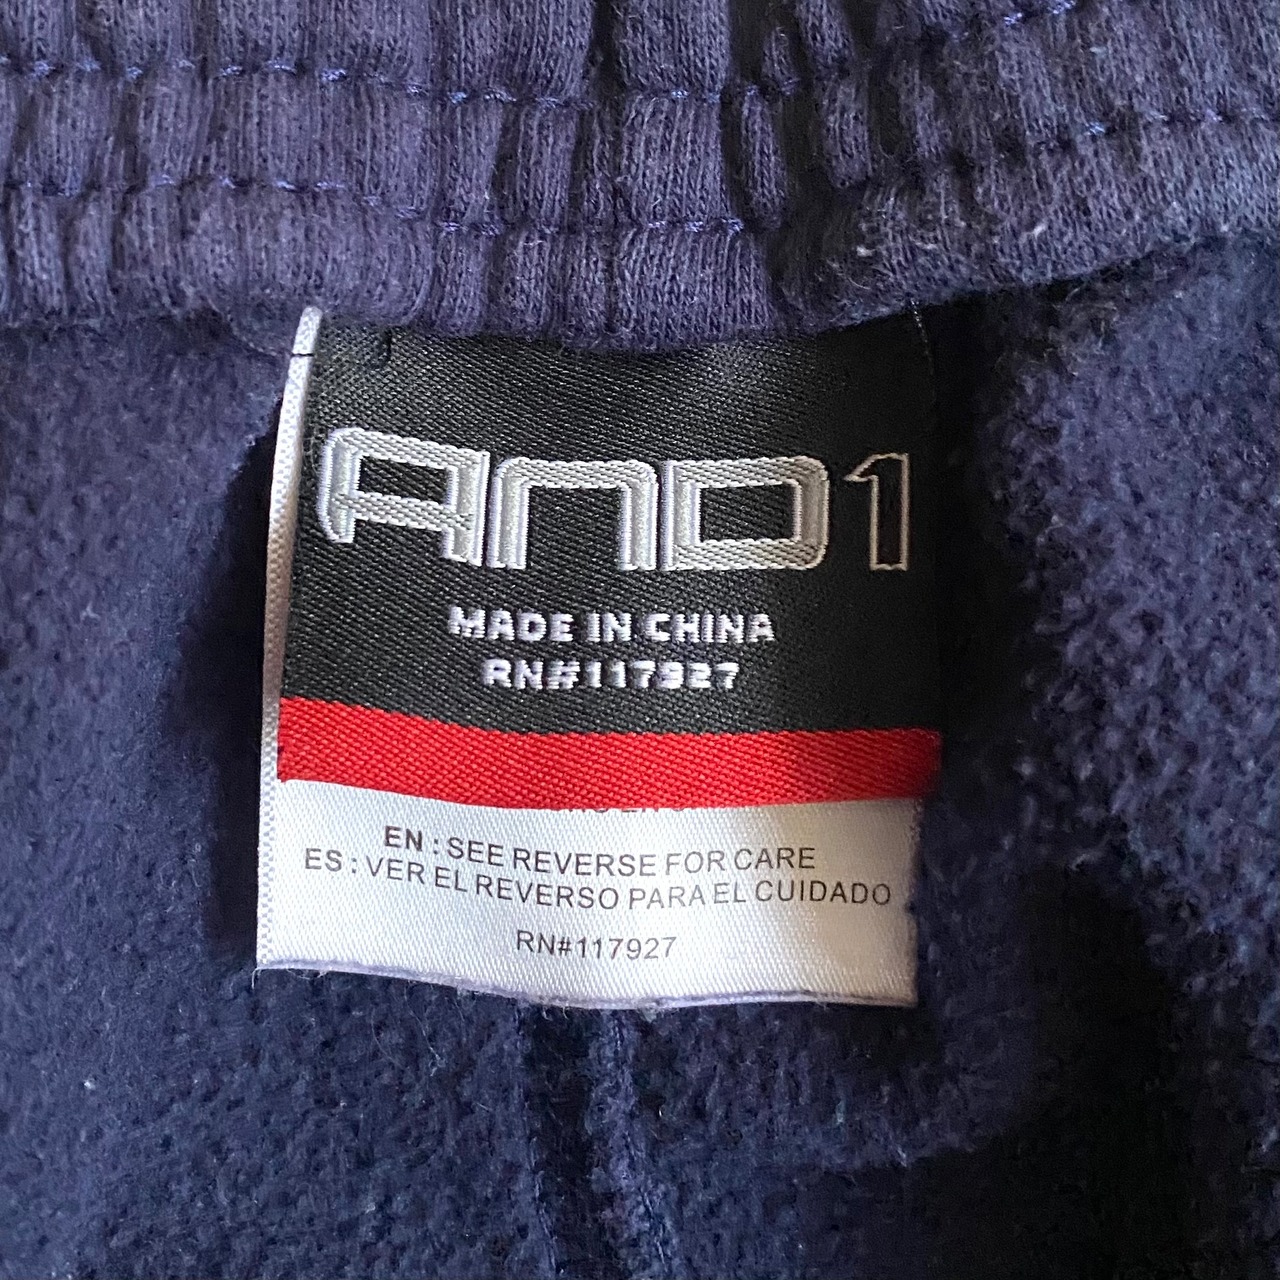 AND1
MADE IN CHINA
RN#117927
EN : SEE REVERSE FOR CARE
ES : VER EL REVERSO PARA EL CUIDADO
RN#117927